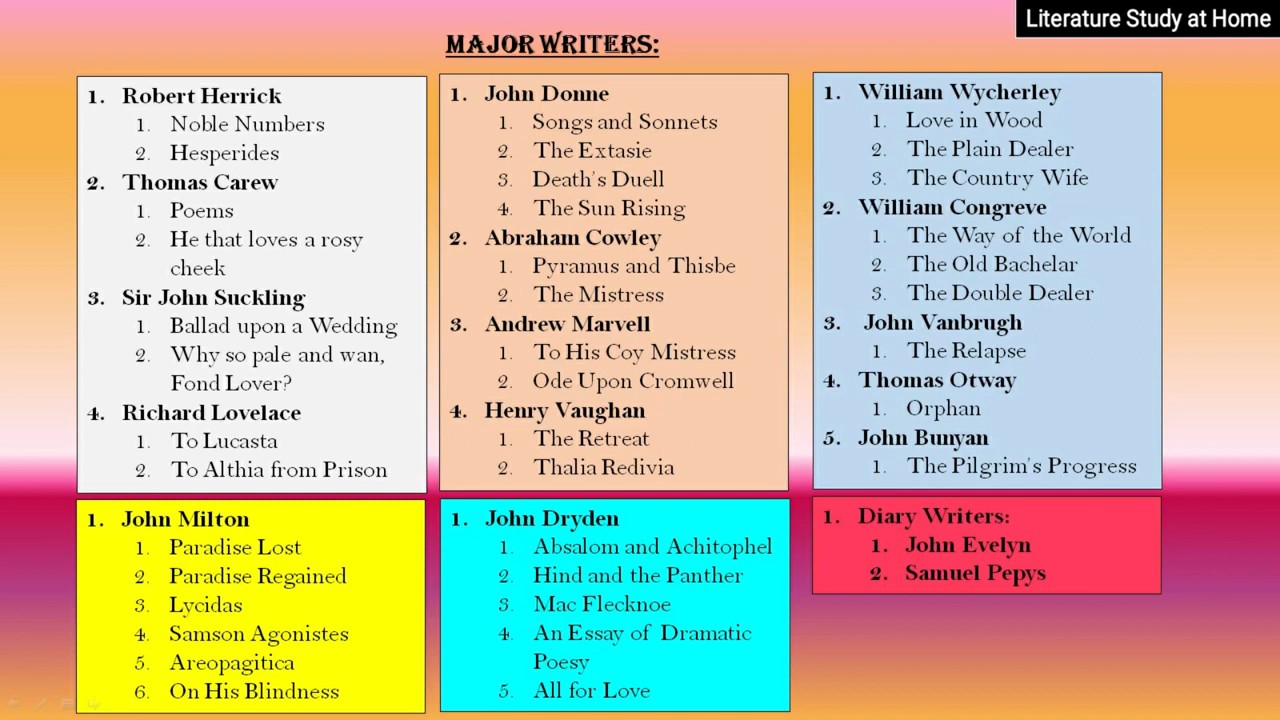 Literature Study at Home
MAJOR WRITERS:
1. Robert Herrick
1. Noble Numbers
2. Hesperides
2. Thomas Carew
1. Poems
2. He that loves a rosy
cheek
3. Sir John Suckling
1. Ballad upon a Wedding
2. Why so pale and wan,
Fond Lover?
4. Richard Lovelace
1. To Lucasta
2. To Althia from Prison
1. John Donne
1. Songs and Sonnets
2. The Extasie
3. Death's Duell
4. The Sun Rising
2. Abraham Cowley
1. Pyramus and Thisbe
2. The Mistress
3. Andrew Marvell
1. To His Coy Mistress
2. Ode Upon Cromwell
4. Henry Vaughan
1. The Retreat
2. Thalia Redivia
1. William Wycherley
1. Love in Wood
2. The Plain Dealer
3. The Country Wife
2. William Congreve
1. The Way of the World
2. The Old Bachelar
3. The Double Dealer
3. John Vanbrugh
1. The Relapse
4. Thomas Otway
1. Orphan
5. John Bunyan
1. The Pilgrim's Progress
1. John Milton
1. Paradise Lost
2. Paradise Regained
3. Lycidas
4. Samson Agonistes
5. Areopagitica
6. On His Blindness
1. John Dryden
1. Absalom and Achitophel
2. Hind and the Panther
3. Mac Flecknoe
4. An Essay of Dramatic
Poesy
5. All for Love
1. Diary Writers:
1. John Evelyn
2. Samuel Pepys